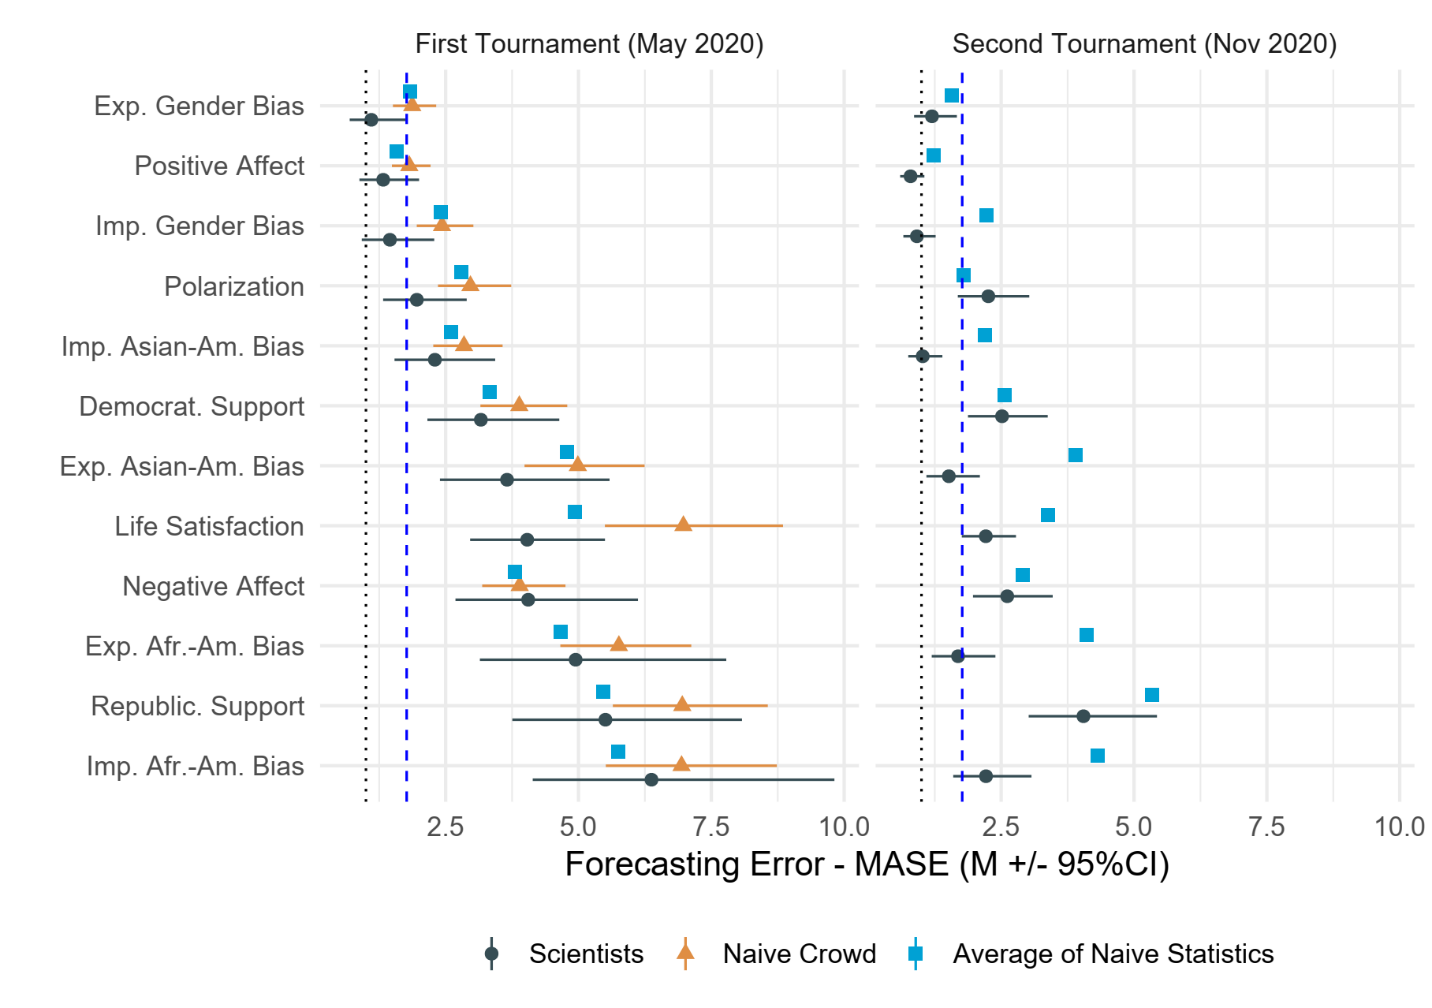 First Tournament (May 2020) Second Tournament (Nov 2020)
Exp. Gender Bias
Positive Affect
Imp. Gender Bias
Polarization
Imp. Asian-Am. Bias
Democrat. Support
Exp. Asian-Am. Bias
Life Satisfaction
Negative Affect
Exp. Afr.-Am. Bias
Republic. Support
Imp. Afr.-Am. Bias
2.5 5.0 7.5 10.0 2.5 5.0 7.5 10.0
Forecasting Error - MASE (M +/- 95%CI)
Scientists Naive Crowd Average of Naive Statistics